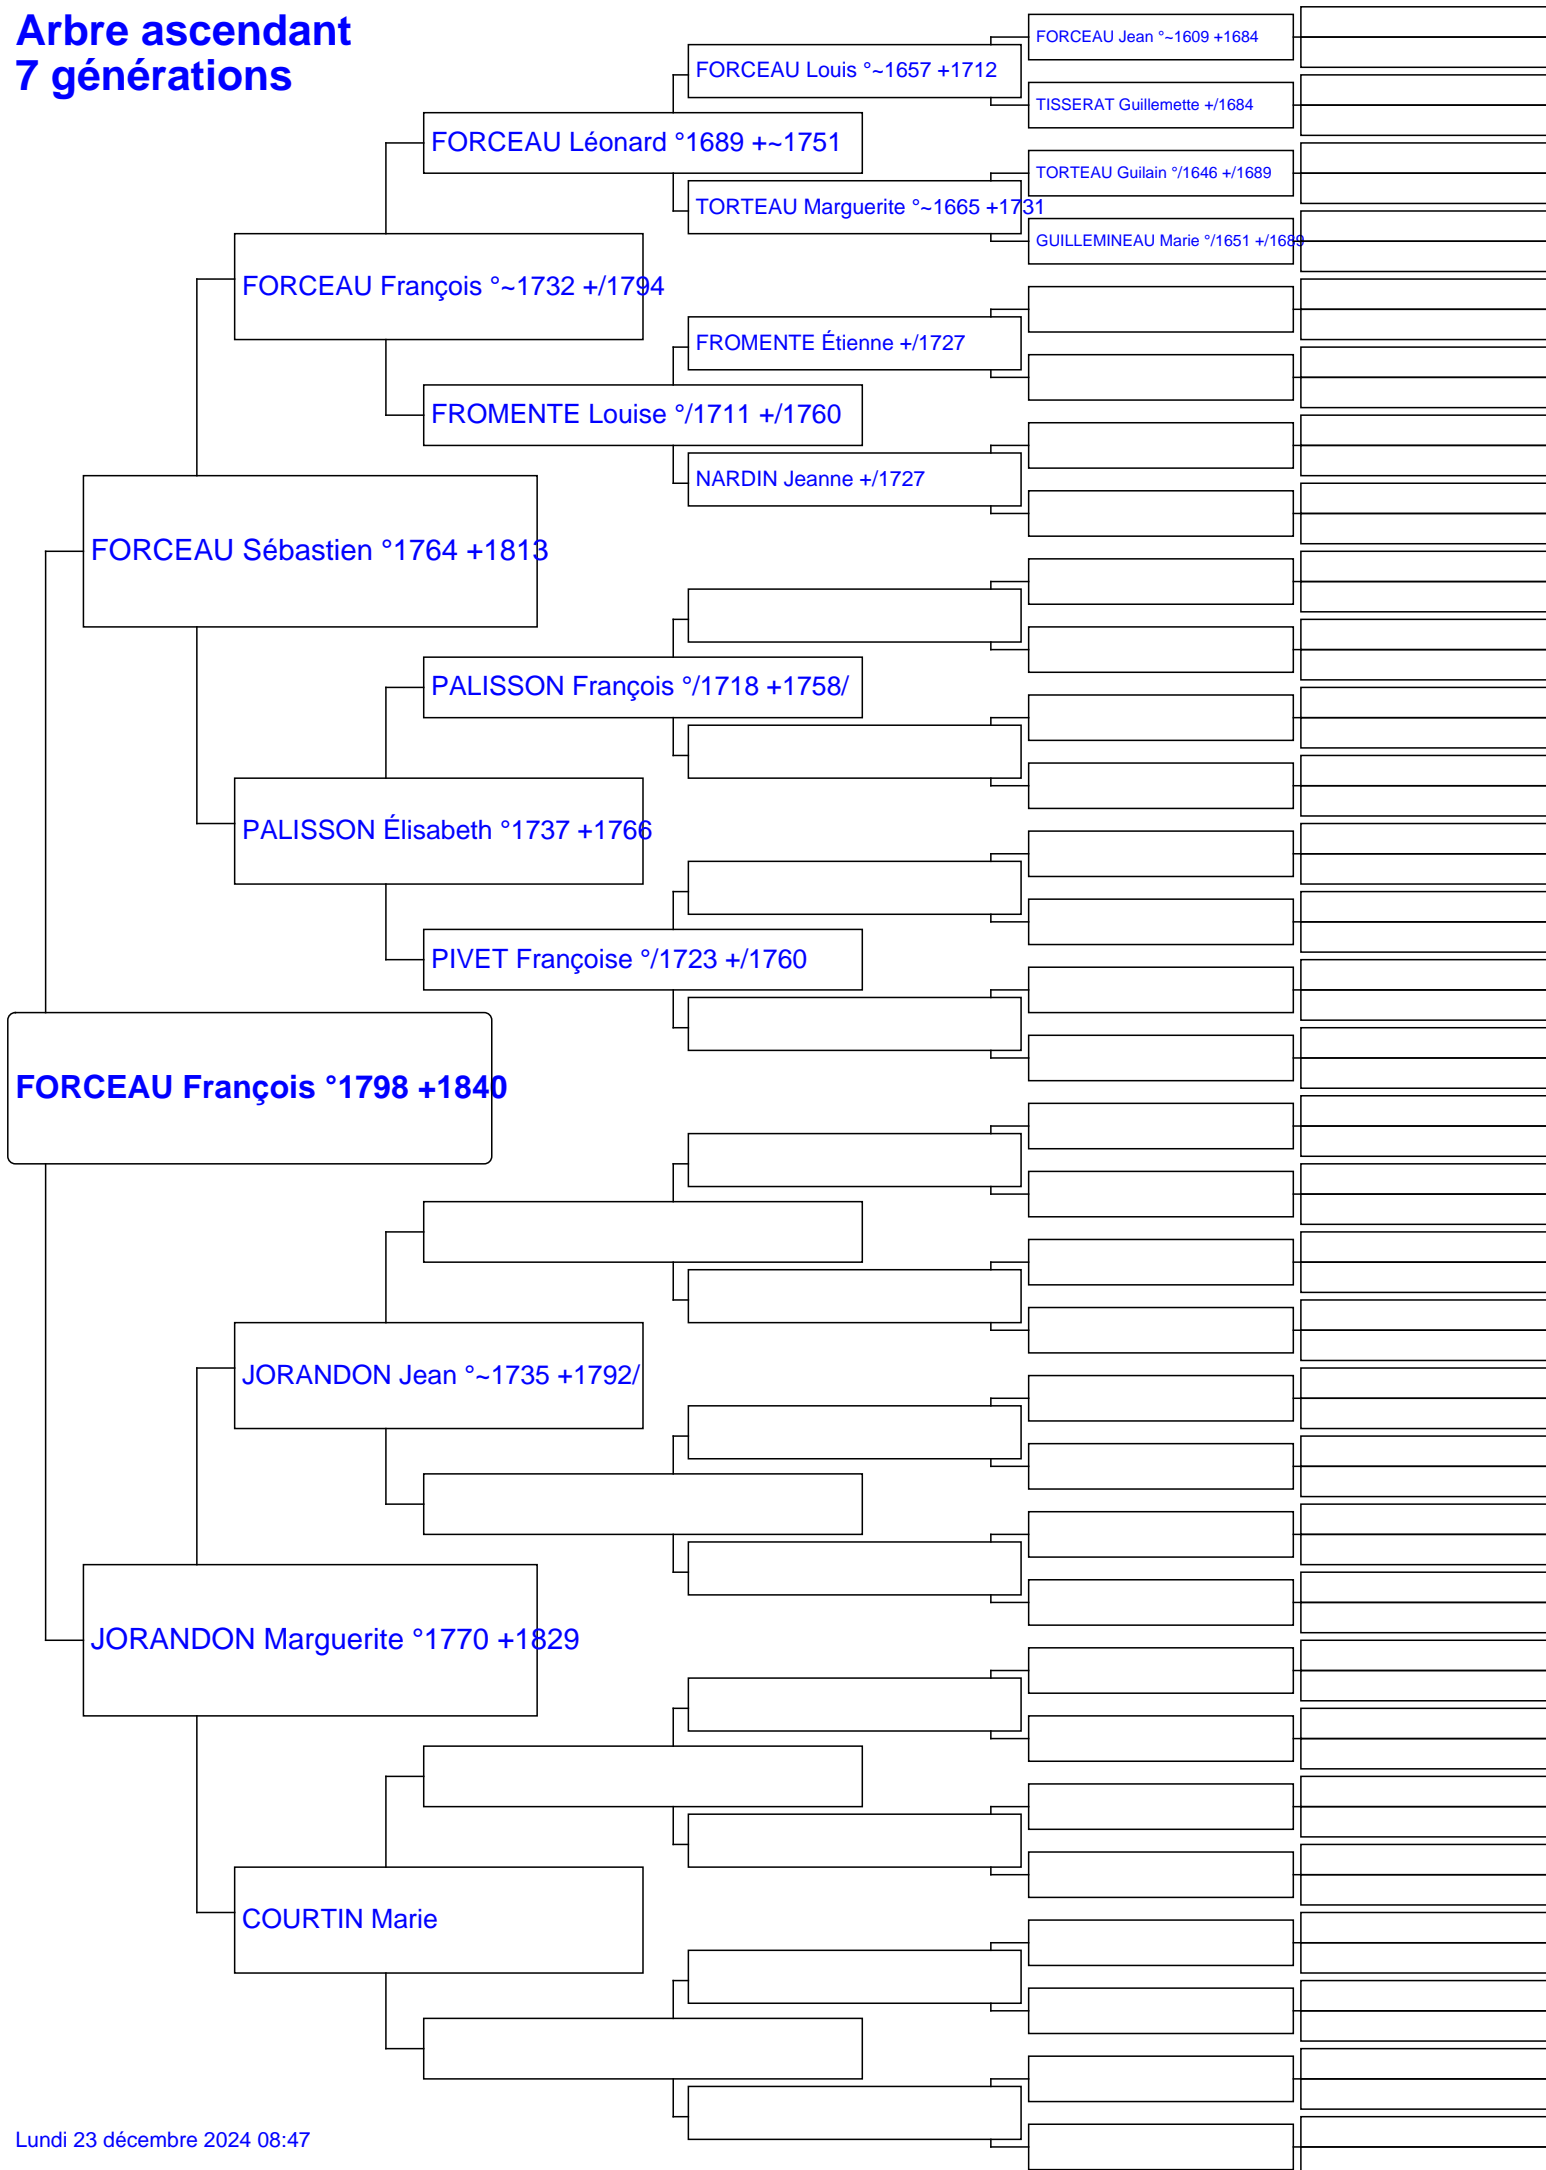 Arbre ascendant
7 générations
FORCEAU Jean °~1609 +1684
FORCEAU Louis °~1657 +1712
TISSERAT Guillemette +/1684
FORCEAU Léonard °1689 +~1751
TORTEAU Guilain °/1646 +/1689
TORTEAU Marguerite °~1665 +1731
GUILLEMINEAU Marie °/1651 +/1689
FORCEAU François °~1732 +/1794
FROMENTE Étienne +/1727
FROMENTE Louise °/1711 +/1760
NARDIN Jeanne +/1727
FORCEAU Sébastien °1764 +1813
PALISSON François °/1718 +1758/
PALISSON Élisabeth °1737 +1766
PIVET Françoise °/1723 +/1760
FORCEAU François °1798 +1840
JORANDON Jean °~1735 +1792/
JORANDON Marguerite °1770 +1829
COURTIN Marie
Lundi 23 décembre 2024 08:47